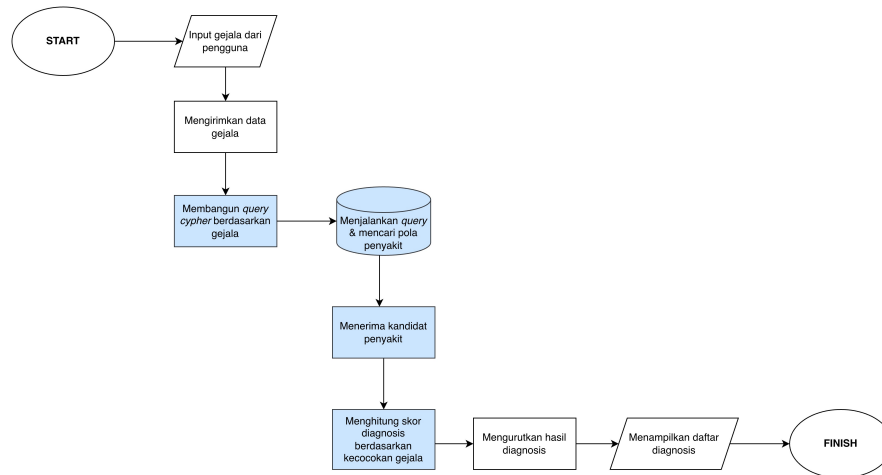 START
Input gejala dari
pengguna
Mengirimkan data
gejala
Membangun query
cypher berdasarkan
gejala
Menjalankan query
& mencari pola
penyakit
Menerima kandidat
penyakit
Menghitung skor
diagnosis
berdasarkan
kecocokan gejala
Mengurutkan hasil
diagnosis
Menampilkan daftar
diagnosis
FINISH